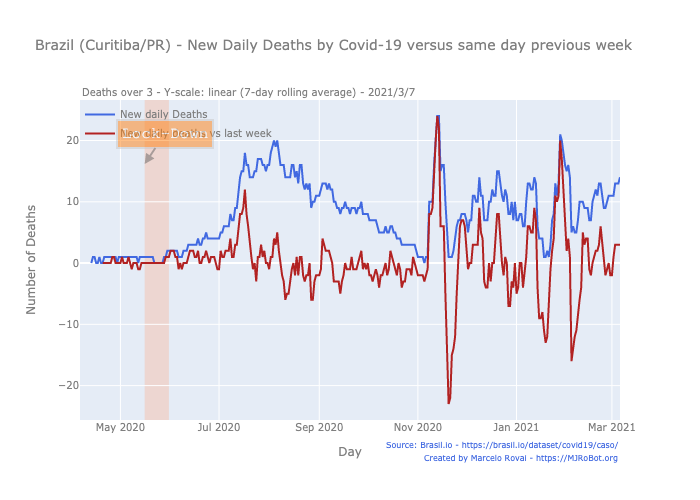 Brazil (Curitiba/PR) - New Daily Deaths by Covid-19 versus same day previous week
Deaths over 3 - Y-scale: linear (7-day rolling average) - 2021/3/7
New daily Deaths
New daily Deaths vs last week
Lock Down
20
10
0
−10
−20
Number of Deaths
May 2020
Jul 2020
Sep 2020
Nov 2020
Jan 2021
Mar 2021
Day
Source: Brasil.io - https://brasil.io/dataset/covid19/caso/
Created by Marcelo Rovai - https://MJRoBot.org